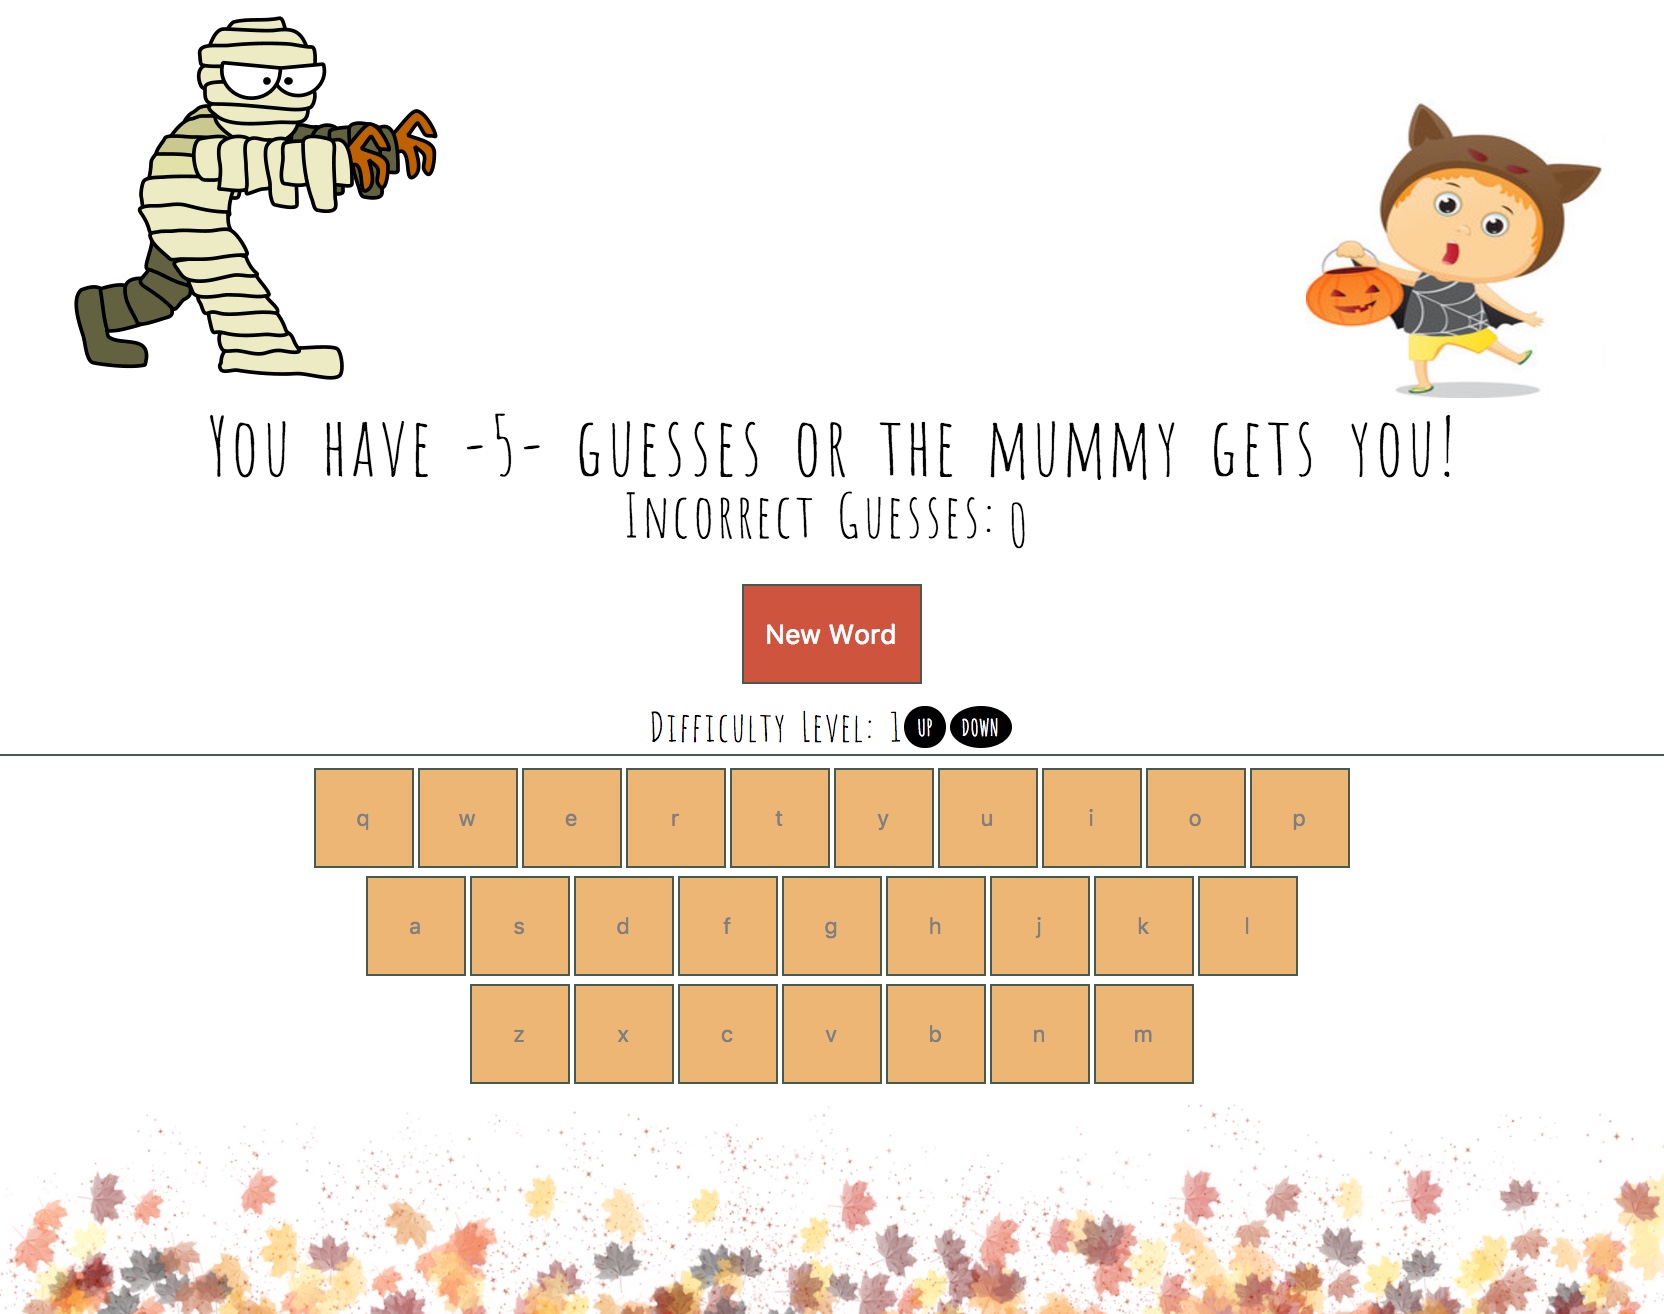 You have -5- guesses or the mummy gets you!
Incorrect Guesses: 0
New Word
Difficulty Level: 1 UP DOWN
q w e r t y u i o p
a s d f g h j k l
z x c v b n m